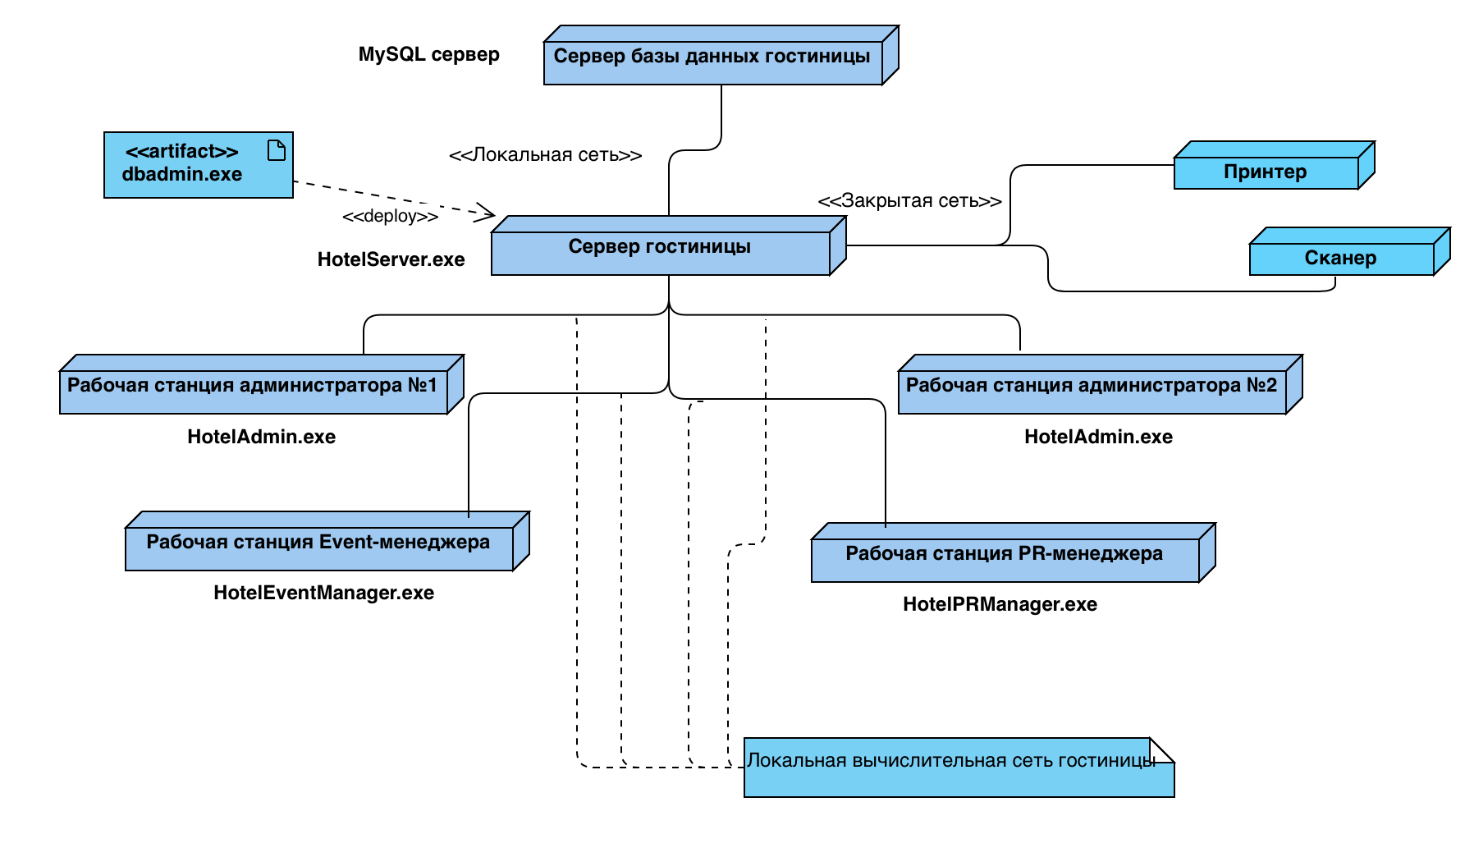 MySQL сервер
Сервер базы данных гостиницы
<<artifact>>
dbadmin.exe
<<Локальная сеть>>
Принтер
<<deploy>>
<<Закрытая сеть>>
HotelServer.exe
Сервер гостиницы
Сканер
Рабочая станция администратора №1
Рабочая станция администратора №2
HotelAdmin.exe
HotelAdmin.exe
Рабочая станция Event-менеджера
Рабочая станция PR-менеджера
HotelEventManager.exe
HotelPRManager.exe
Локальная вычислительная сеть гостиницы